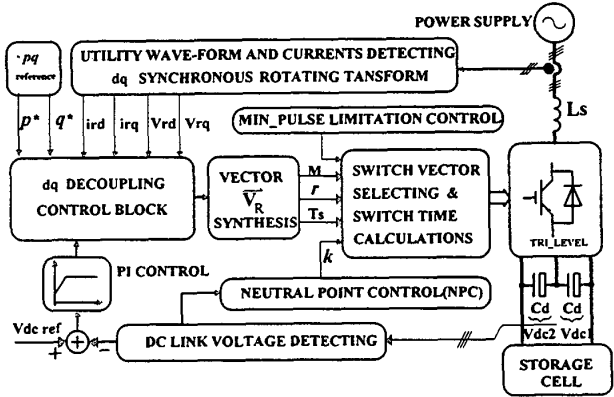 POWER SUPPLY
·pq
reference
UTILITY WAVE-FORM AND CURRENTS DETECTING
dq SYNCHRONOUS ROTATING TANSFORM
p* q* ird irq Vrd Vrq
MIN_PULSE LIMITATION CONTROL
Ls
dq DECOUPLING
CONTROL BLOCK
VECTOR
V_R
SYNTHESIS
M
r
Ts
SWITCH VECTOR
SELECTING &
SWITCH TIME
CALCULATIONS
TRI_LEVEL
k
PI CONTROL
NEUTRAL POINT CONTROL(NPC)
Cd Cd
Vdc2 Vdc1
Vdc ref
+
+
−
DC LINK VOLTAGE DETECTING
STORAGE
CELL